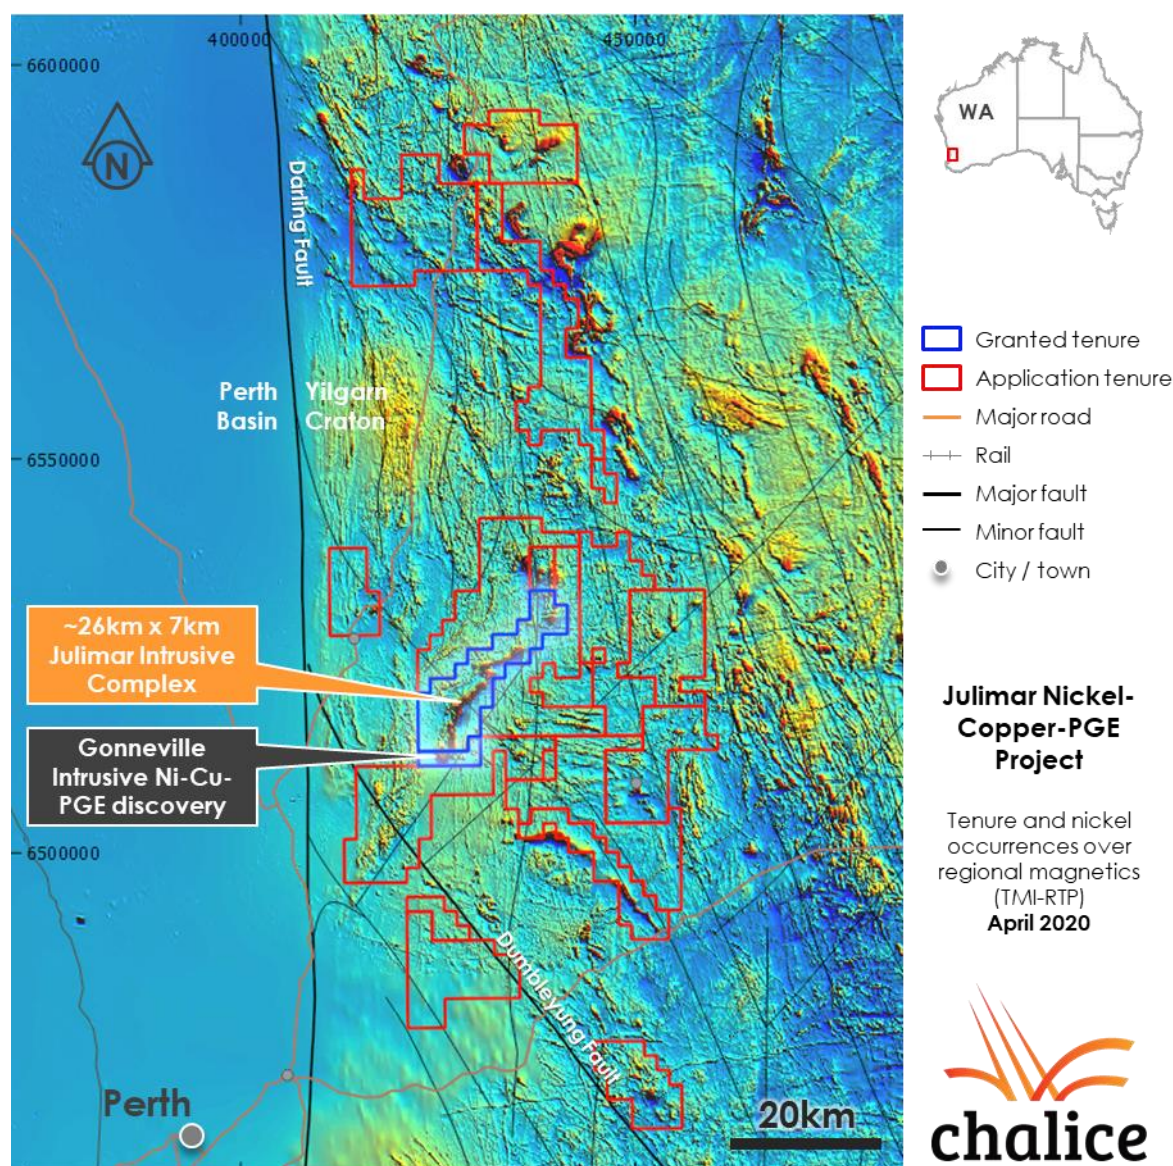 400000
450000
6600000
N
Darling Fault
Perth
Basin
Yilgarn
Craton
6550000
~26km x 7km
Julimar Intrusive
Complex
Gonneville
Intrusive Ni-Cu-
PGE discovery
6500000
Dumbleyung Fault
Perth
20km
WA
Granted tenure
Application tenure
Major road
Rail
Major fault
Minor fault
City / town
Julimar Nickel-
Copper-PGE
Project
Tenure and nickel
occurrences over
regional magnetics
(TMI-RTP)
April 2020
chalice